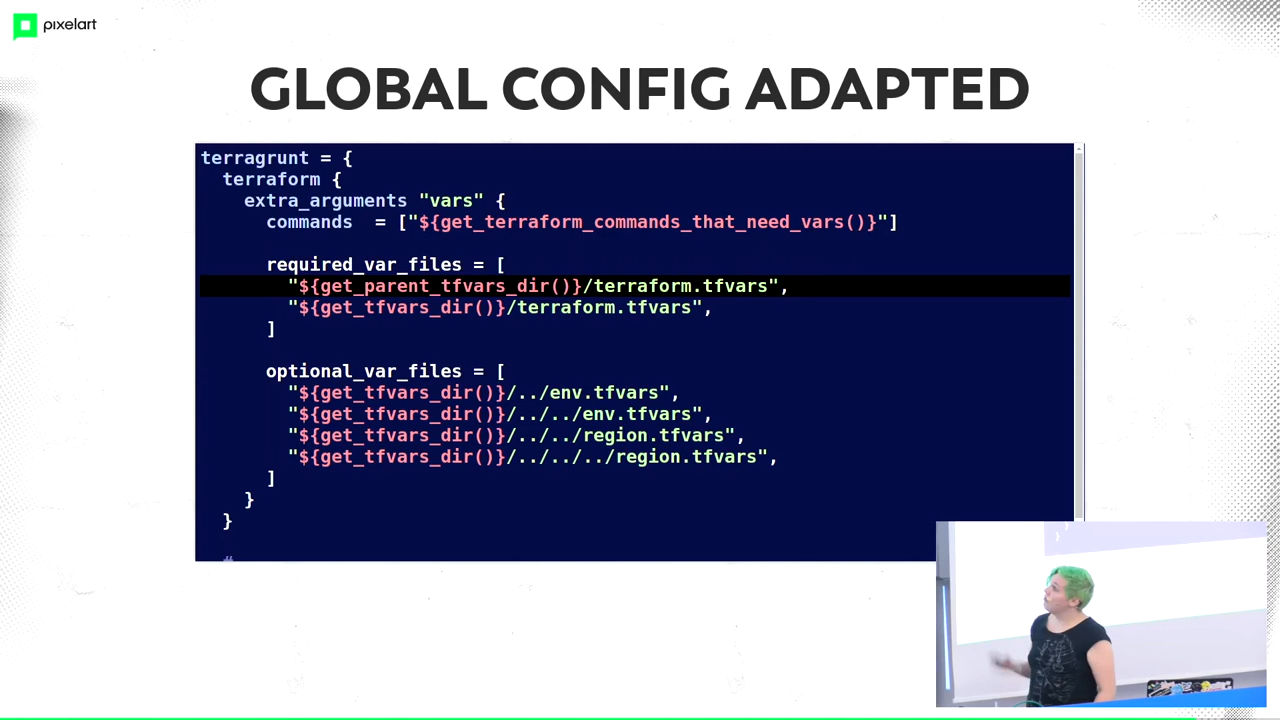 pixelart
GLOBAL CONFIG ADAPTED
terragrunt = {
  terraform {
    extra_arguments "vars" {
      commands  = ["${get_terraform_commands_that_need_vars()}"]
      required_var_files = [
        "${get_parent_tfvars_dir()}/terraform.tfvars",
        "${get_tfvars_dir()}/terraform.tfvars",
      ]
      optional_var_files = [
        "${get_tfvars_dir()}/../env.tfvars",
        "${get_tfvars_dir()}/../../env.tfvars",
        "${get_tfvars_dir()}/../../region.tfvars",
        "${get_tfvars_dir()}/../../../region.tfvars",
      ]
    }
  }
  #